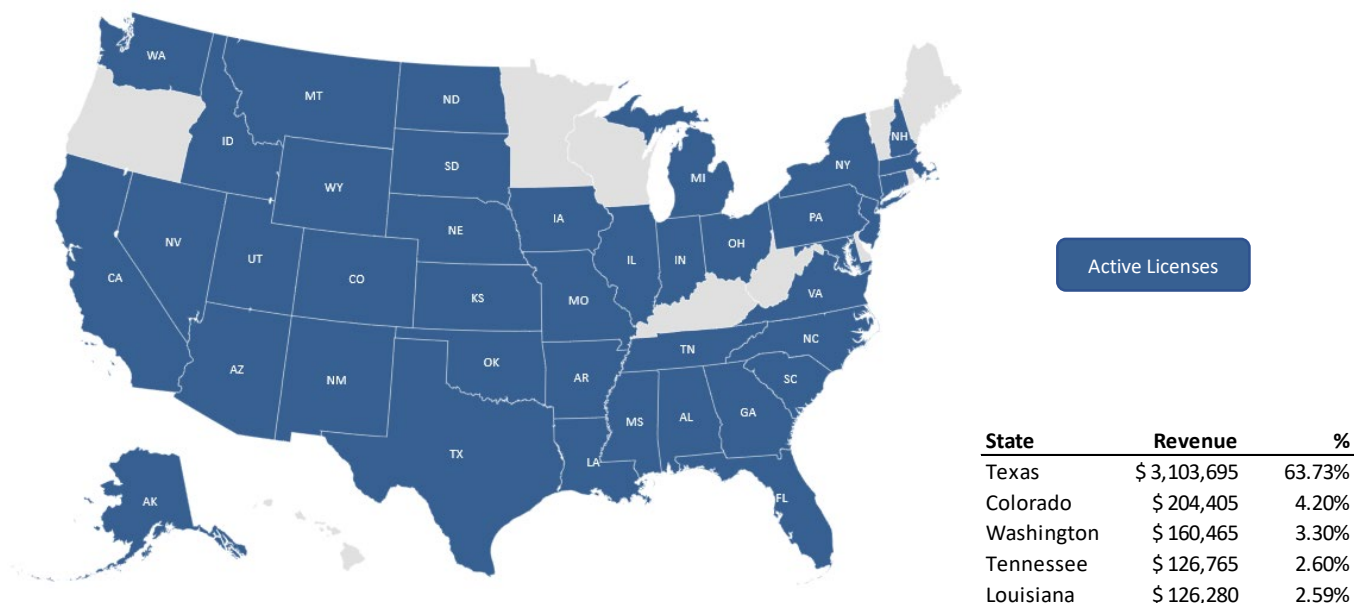 WA
MT
ND
ID
SD
WY
MI
NH
NY
NV
UT
CO
NE
IA
IL
IN
OH
PA
CA
KS
MO
VA
AZ
NM
OK
AR
TN
NC
SC
TX
LA
MS
AL
GA
FL
AK
Active Licenses
State Revenue %
Texas $ 3,103,695 63.73%
Colorado $ 204,405 4.20%
Washington $ 160,465 3.30%
Tennessee $ 126,765 2.60%
Louisiana $ 126,280 2.59%